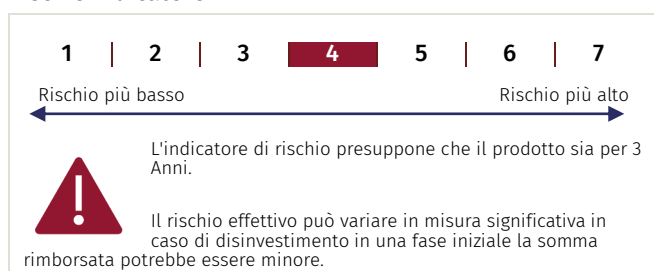 1 | 2 | 3 | 4 | 5 | 6 | 7
Rischio più basso Rischio più alto
L'indicatore di rischio presuppone che il prodotto sia per 3
Anni.
Il rischio effettivo può variare in misura significativa in
caso di disinvestimento in una fase iniziale la somma
rimborsata potrebbe essere minore.